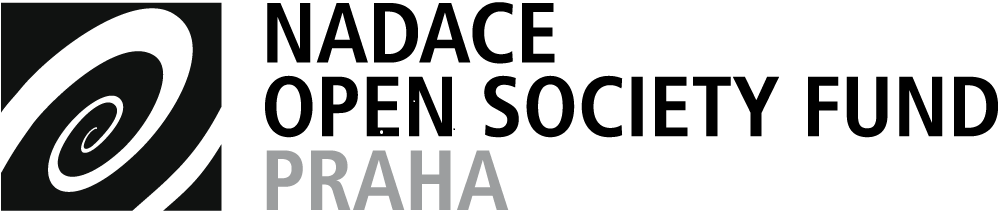 NADACE
OPEN SOCIETY FUND
PRAHA